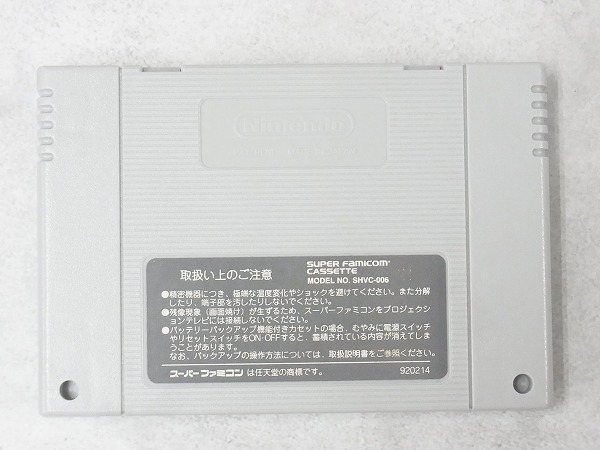 Nintendo
取扱い上のご注意
SUPER FAMICOM
CASSETTE
MODEL NO. SHVC-006
●精密機器につき、極端な温度変化やショックを避けてください。また分解
したり、端子部を汚したりしないでください。
●残像現象（画面焼け）が生ずるため、スーパーファミコンをプロジェクショ
ンテレビには接続しないでください。
●バッテリーバックアップ機能付きカセットの場合、むやみに電源スイッチ
やリセットスイッチをON・OFFすると、蓄積されている内容が消えてしま
うことがあります。
なお、バックアップの操作方法については、取扱説明書をご参照ください。
スーパーファミコン は任天堂の商標です。
920214